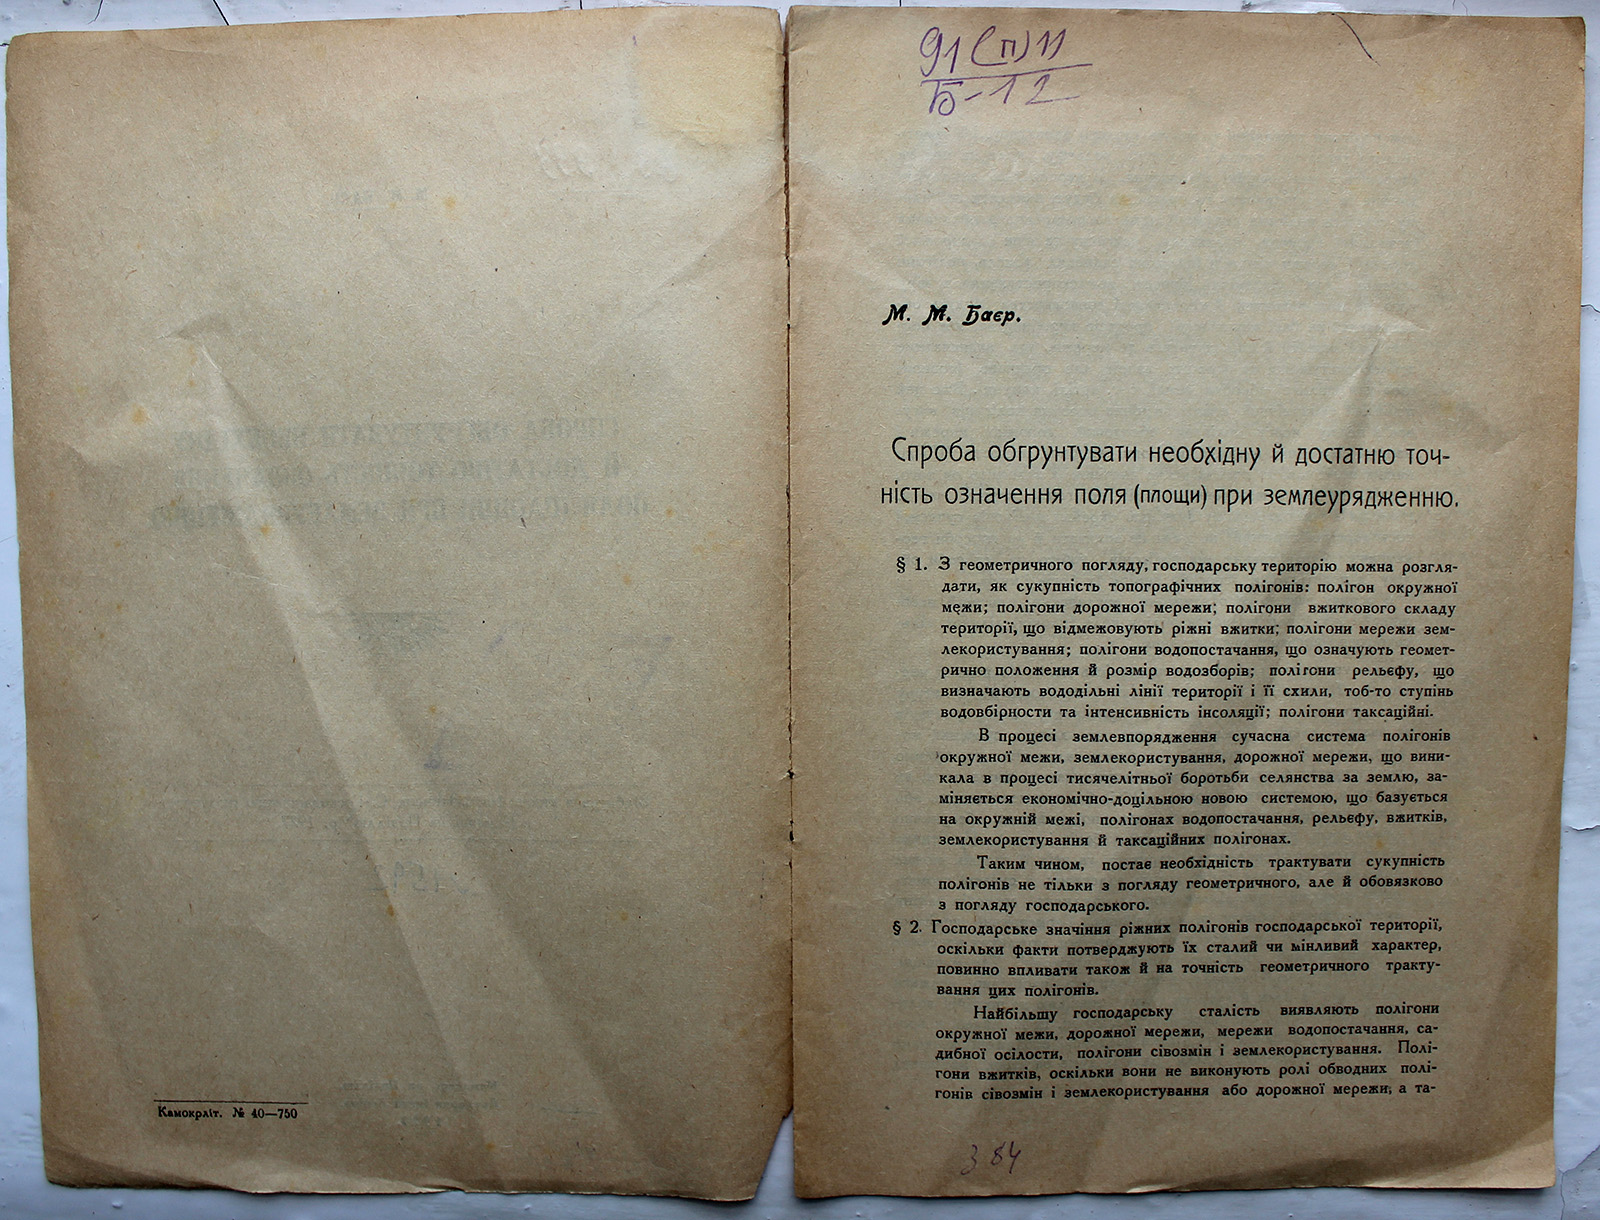 Камокрліт. № 40—750
91(П)11
Б-12
М. М. Баєр.
Спроба обгрунтувати необхідну й достатню точ-
ність означення поля (площи) при землеурядженню.
§ 1. З геометричного погляду, господарську територію можна розгля-
дати, як сукупність топографічних полігонів: полігон окружної
межи; полігони дорожної мережи; полігони вжиткового складу
території, що відмежовують ріжні вжитки; полігони мережи зем-
лекористування; полігони водопостачання, що означують геомет-
рично положення й розмір водозборів; полігони рельєфу, що
визначають вододільні лінії території і її схили, тоб-то ступінь
водовбірности та інтенсивність інсоляції; полігони таксаційні.
В процесі землевпорядження сучасна система полігонів
окружної межи, землекористування, дорожної мережи, що вини-
кала в процесі тисячелітньої боротьби селянства за землю, за-
міняється економічно-доцільною новою системою, що базується
на окружній межі, полігонах водопостачання, рельєфу, вжитків,
землекористування й таксаційних полігонах.
Таким чином, постає необхідність трактувати сукупність
полігонів не тільки з погляду геометричного, але й обовязково
з погляду господарського.
§ 2. Господарське значіння ріжних полігонів господарської території,
оскільки факти потверджують їх сталий чи мінливий характер,
повинно впливати також й на точність геометричного тракту-
вання цих полігонів.
Найбільшу господарську сталість виявляють полігони
окружної межи, дорожної мережи, мережи водопостачання, са-
дибної осілости, полігони сівозмін і землекористування. Полі-
гони вжитків, оскільки вони не виконують ролі обводних полі-
гонів сівозмін і землекористування або дорожної мережи, а та-
384